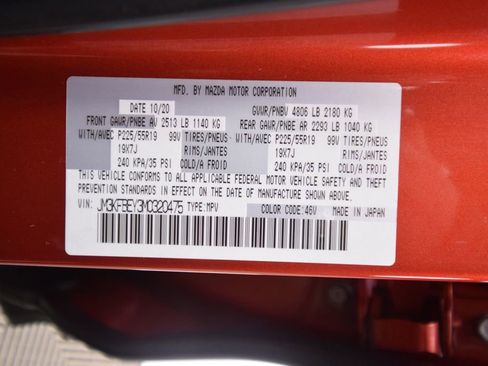 MFD. BY MAZDA MOTOR CORPORATION
DATE 10/20 GVWR/PNBV 4806 LB 2180 KG
FRONT GAWR/PNBE AV 2513 LB 1140 KG REAR GAWR/PNBE AR 2293 LB 1040 KG
WITH/AVEC P225/55R19 99V TIRES/PNEUS WITH/AVEC P225/55R19 99V TIRES/PNEUS
19X7J RIMS/JANTES 19X7J RIMS/JANTES
240 KPA/35 PSI COLD/A FROID 240 KPA/35 PSI COLD/A FROID
THIS VEHICLE CONFORMS TO ALL APPLICABLE FEDERAL MOTOR VEHICLE SAFETY AND THEFT
PREVENTION STANDARDS IN EFFECT ON THE DATE OF MANUFACTURE SHOWN ABOVE.
VIN: JM3KFBEY3M0320475 TYPE:MPV COLOR CODE:46V MADE IN JAPAN